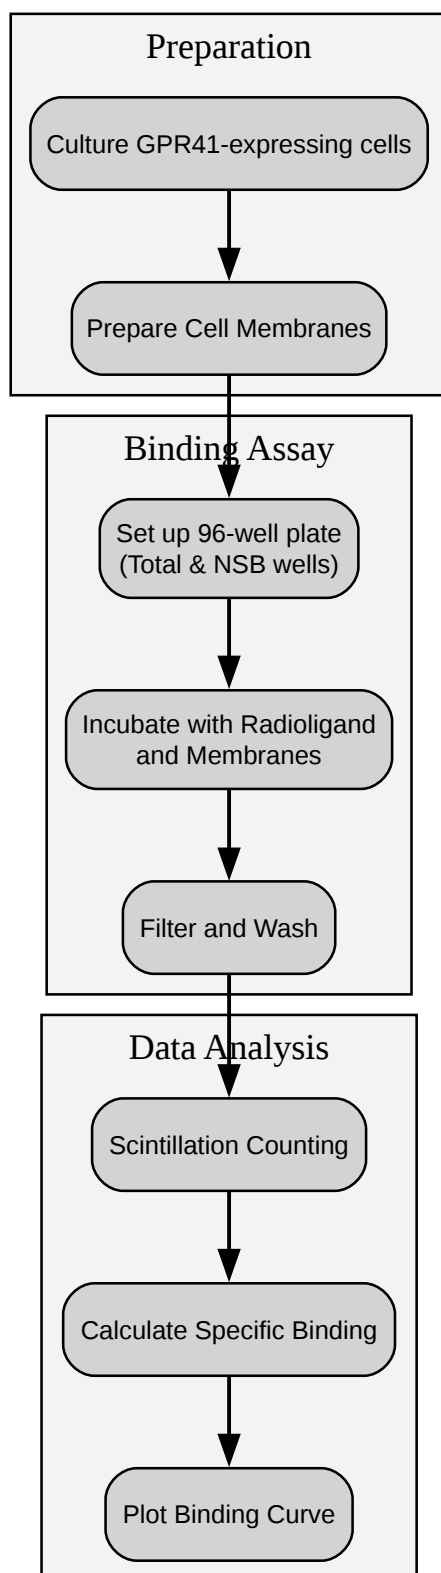 Preparation
Culture GPR41-expressing cells
Prepare Cell Membranes
Binding Assay
Set up 96-well plate
(Total & NSB wells)
Incubate with Radioligand
and Membranes
Filter and Wash
Data Analysis
Scintillation Counting
Calculate Specific Binding
Plot Binding Curve